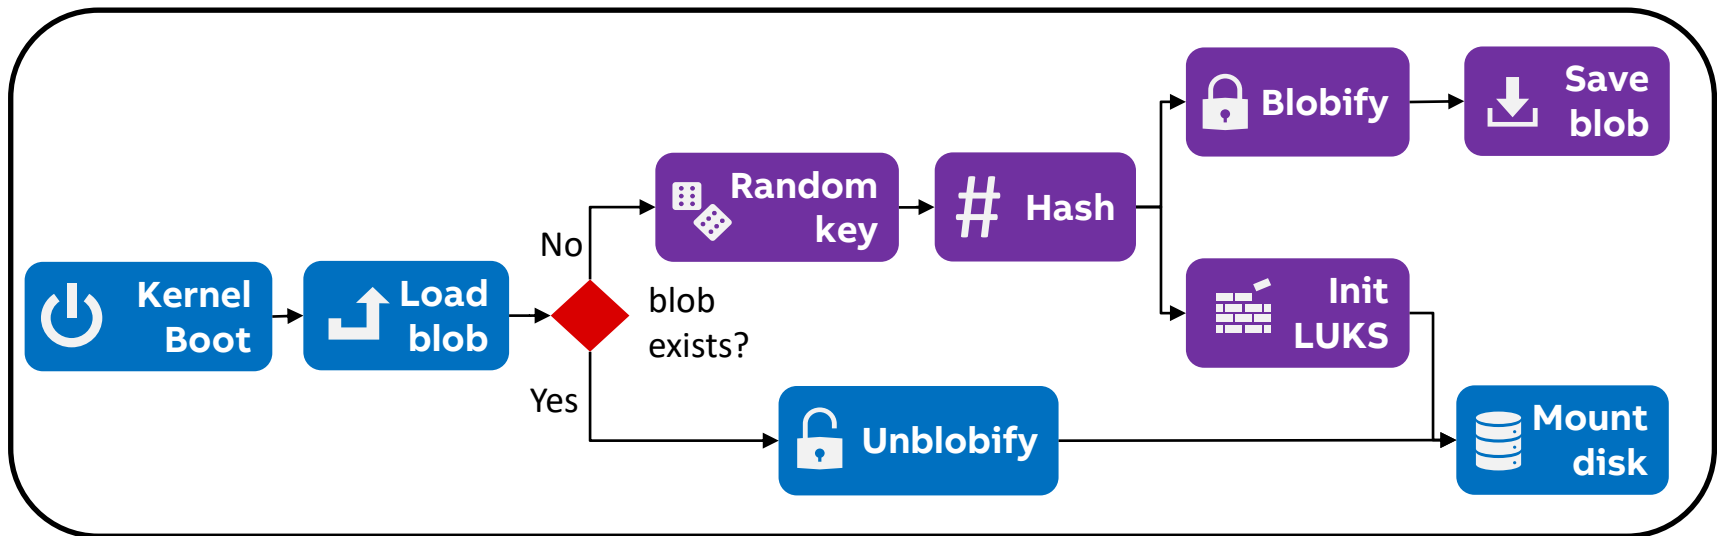 Kernel
Boot
Load
blob
blob
exists?
No
Random
key
# Hash
Blobify
Save
blob
Init
LUKS
Yes
Unblobify
Mount
disk